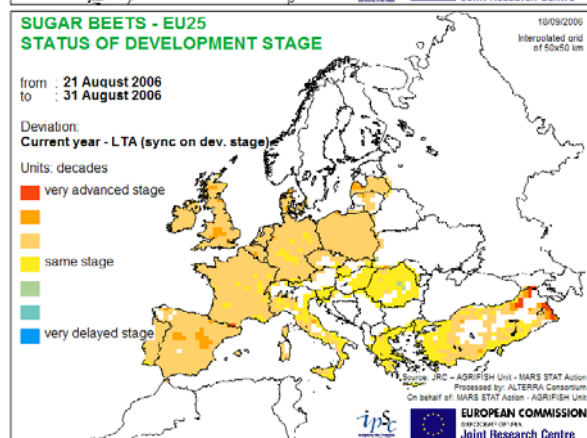 SUGAR BEETS - EU25
STATUS OF DEVELOPMENT STAGE
18/09/2006
Interpolated grid
of 50x50 km
from : 21 August 2006
to : 31 August 2006
Deviation:
Current year - LTA (sync on dev. stage)
Units: decades
very advanced stage
same stage
very delayed stage
Source: JRC – AGRIFISH Unit - MARS STAT Action
Processed by: ALTERRA Consortium
On behalf of: MARS STAT Action - AGRIFISH Unit
ipsc
EUROPEAN COMMISSION
Joint Research Centre